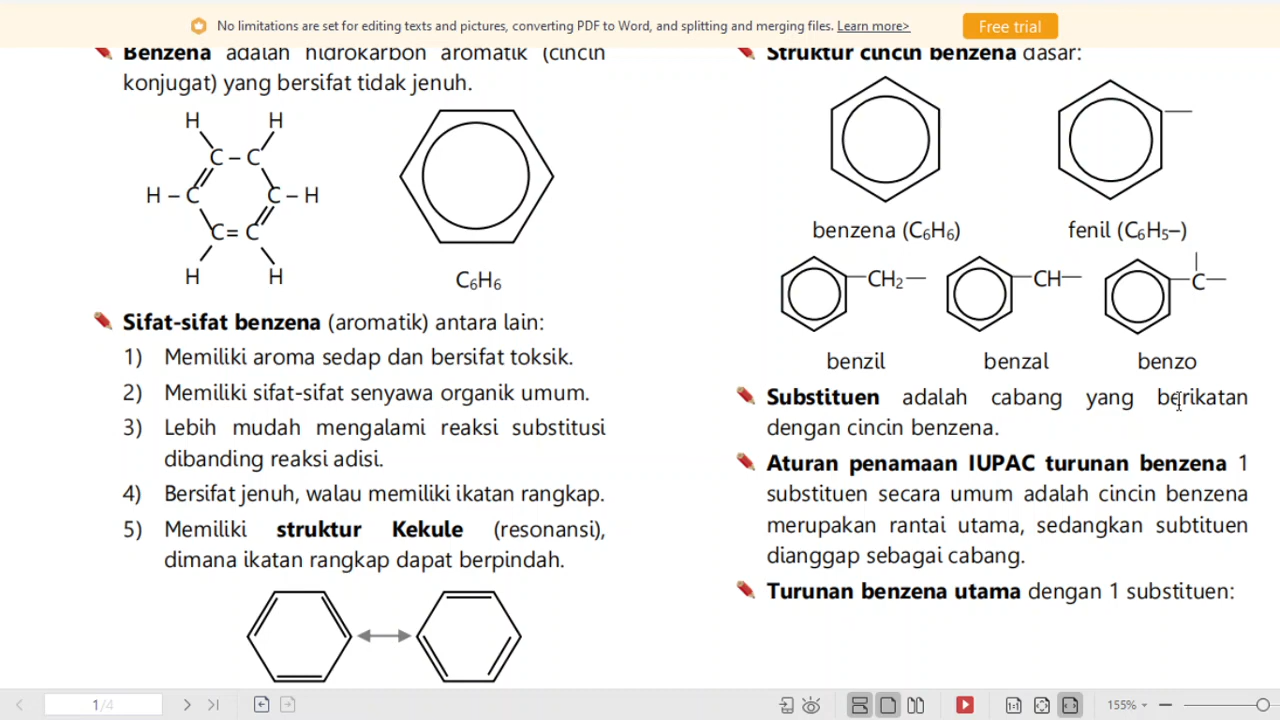 No limitations are set for editing texts and pictures, converting PDF to Word, and splitting and merging files. Learn more>
Free trial
Benzena adalah hidrokarbon aromatik (cincin
konjugat) yang bersifat tidak jenuh.
H H
C – C
H – C C – H
C= C
H H
C₆H₆
Sifat-sifat benzena (aromatik) antara lain:
1) Memiliki aroma sedap dan bersifat toksik.
2) Memiliki sifat-sifat senyawa organik umum.
3) Lebih mudah mengalami reaksi substitusi
dibanding reaksi adisi.
4) Bersifat jenuh, walau memiliki ikatan rangkap.
5) Memiliki struktur Kekule (resonansi),
dimana ikatan rangkap dapat berpindah.
Struktur cincin benzena dasar:
benzena (C₆H₆) fenil (C₆H₅–)
CH₂— CH— C—
benzil benzal benzo
Substituen adalah cabang yang berikatan
dengan cincin benzena.
Aturan penamaan IUPAC turunan benzena 1
substituen secara umum adalah cincin benzena
merupakan rantai utama, sedangkan subtituen
dianggap sebagai cabang.
Turunan benzena utama dengan 1 substituen:
1/4
1:1
155%